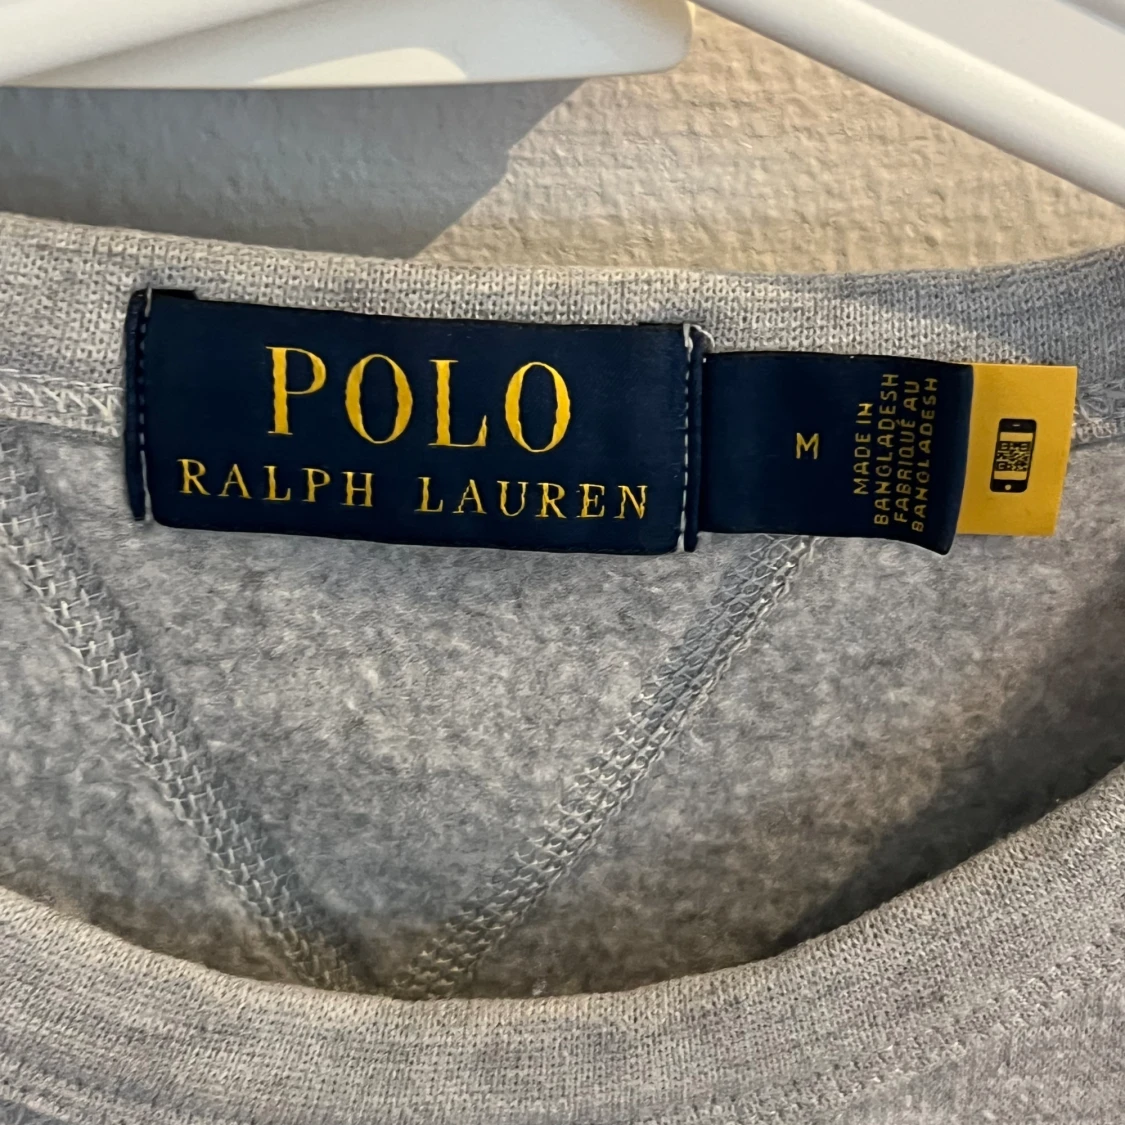 POLO
RALPH LAUREN
M
MADE IN
BANGLADESH
FABRIQUÉ AU
BANGLADESH